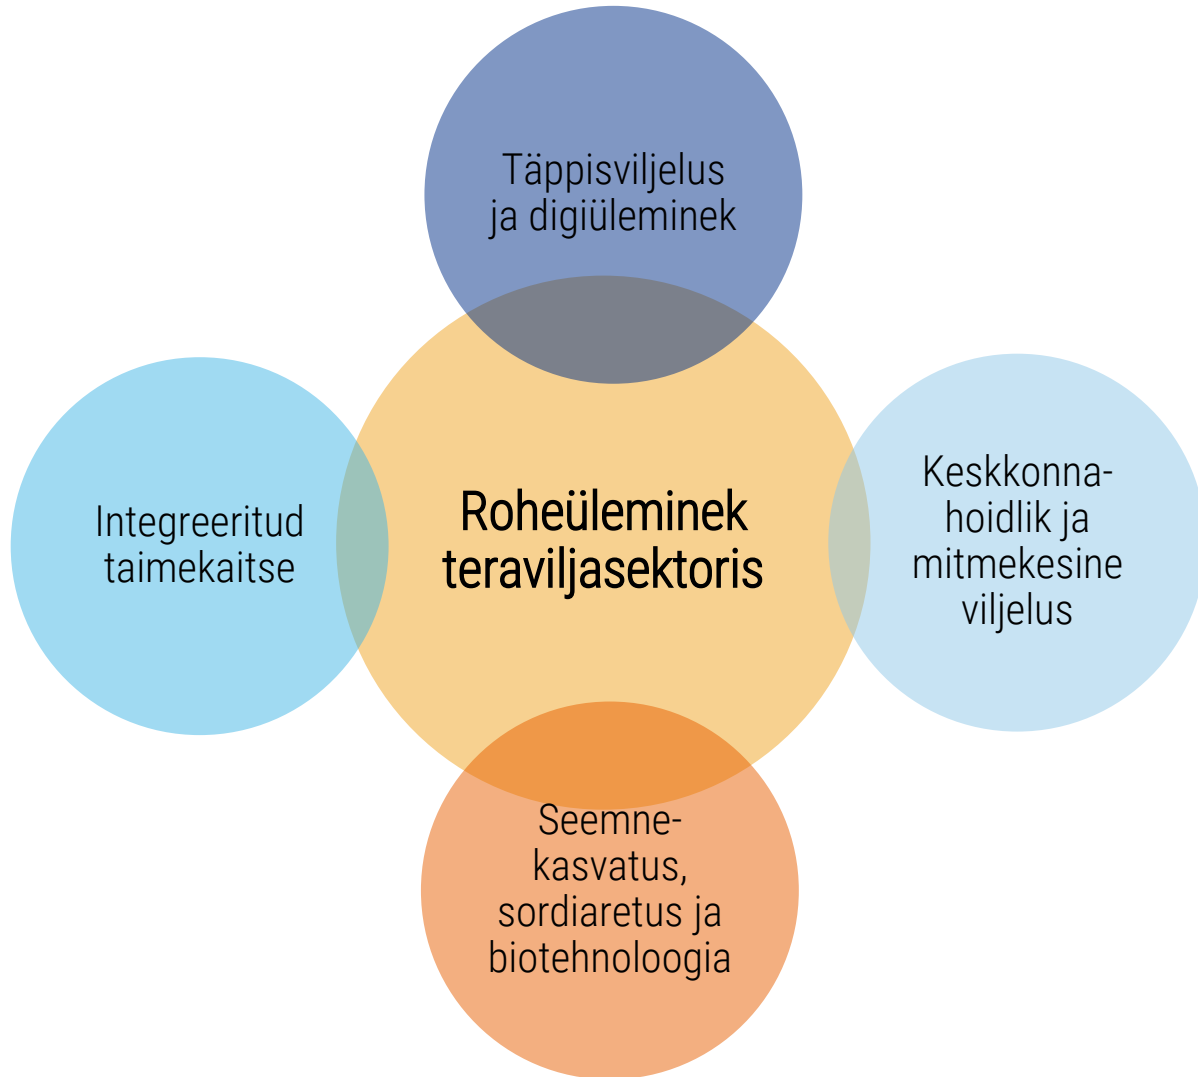 Täppisviljelus
ja digiüleminek
Integreeritud
taimekaitse
Roheüleminek
teraviljasektoris
Keskkonna-
hoidlik ja
mitmekesine
viljelus
Seemne-
kasvatus,
sordiaretus ja
biotehnoloogia